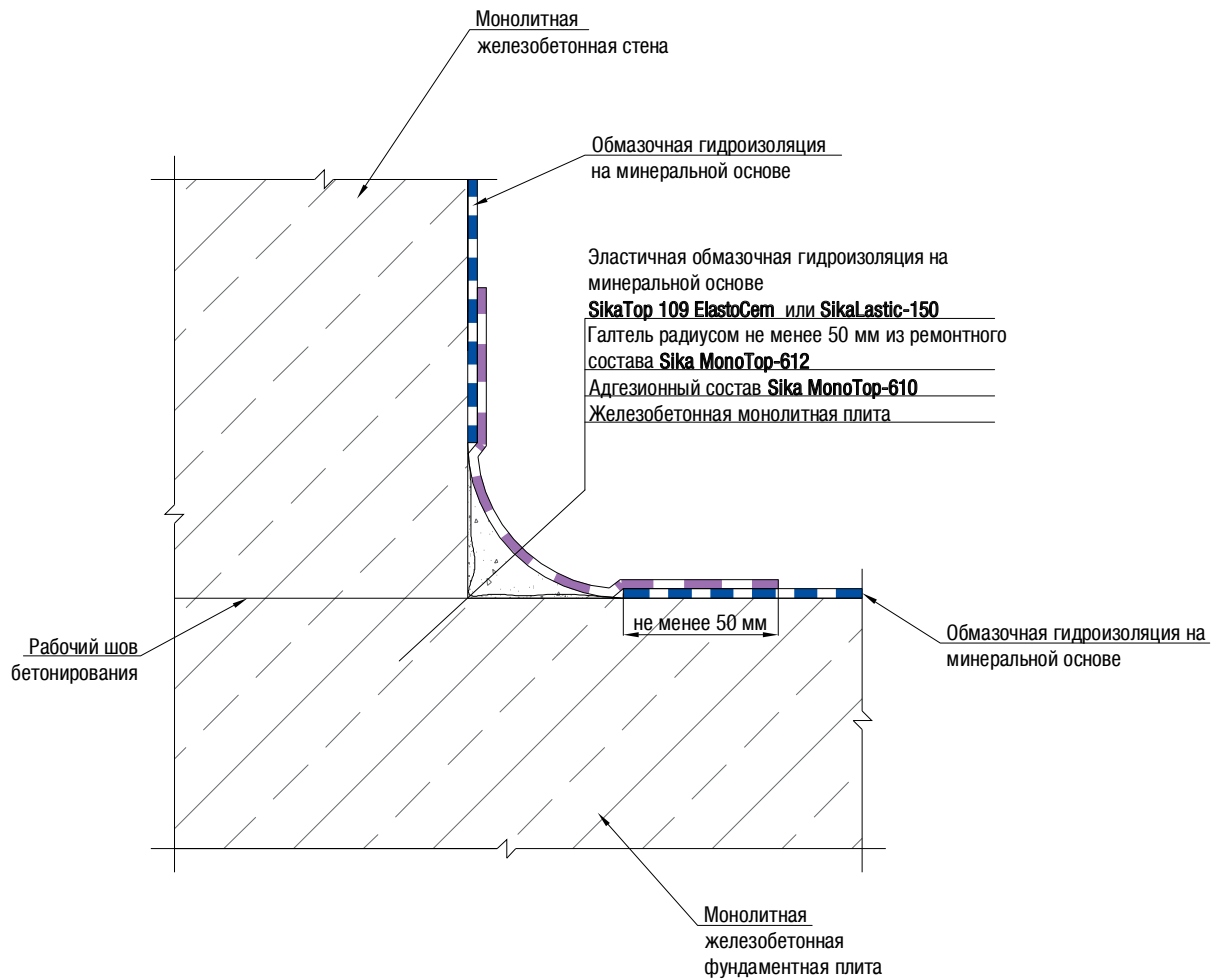 Монолитная
железобетонная стена
Обмазочная гидроизоляция
на минеральной основе
Эластичная обмазочная гидроизоляция на
минеральной основе
SikaTop 109 ElastoCem или SikaLastic-150
Галтель радиусом не менее 50 мм из ремонтного
состава Sika MonoTop-612
Адгезионный состав Sika MonoTop-610
Железобетонная монолитная плита
не менее 50 мм
Рабочий шов
бетонирования
Обмазочная гидроизоляция на
минеральной основе
Монолитная
железобетонная
фундаментная плита